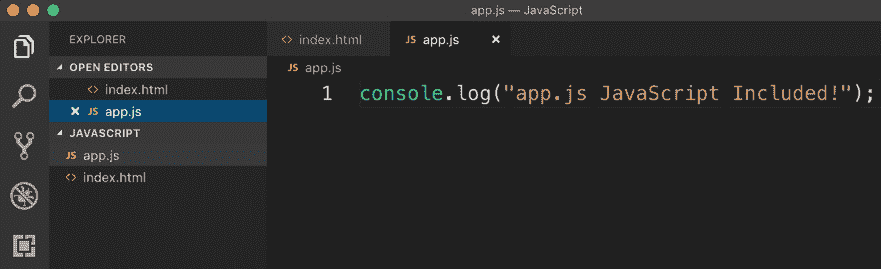 app.js — JavaScript
EXPLORER
OPEN EDITORS
<> index.html
JS app.js
JAVASCRIPT
JS app.js
<> index.html
<> index.html
JS app.js ×
JS app.js
1 console.log("app.js JavaScript Included!");